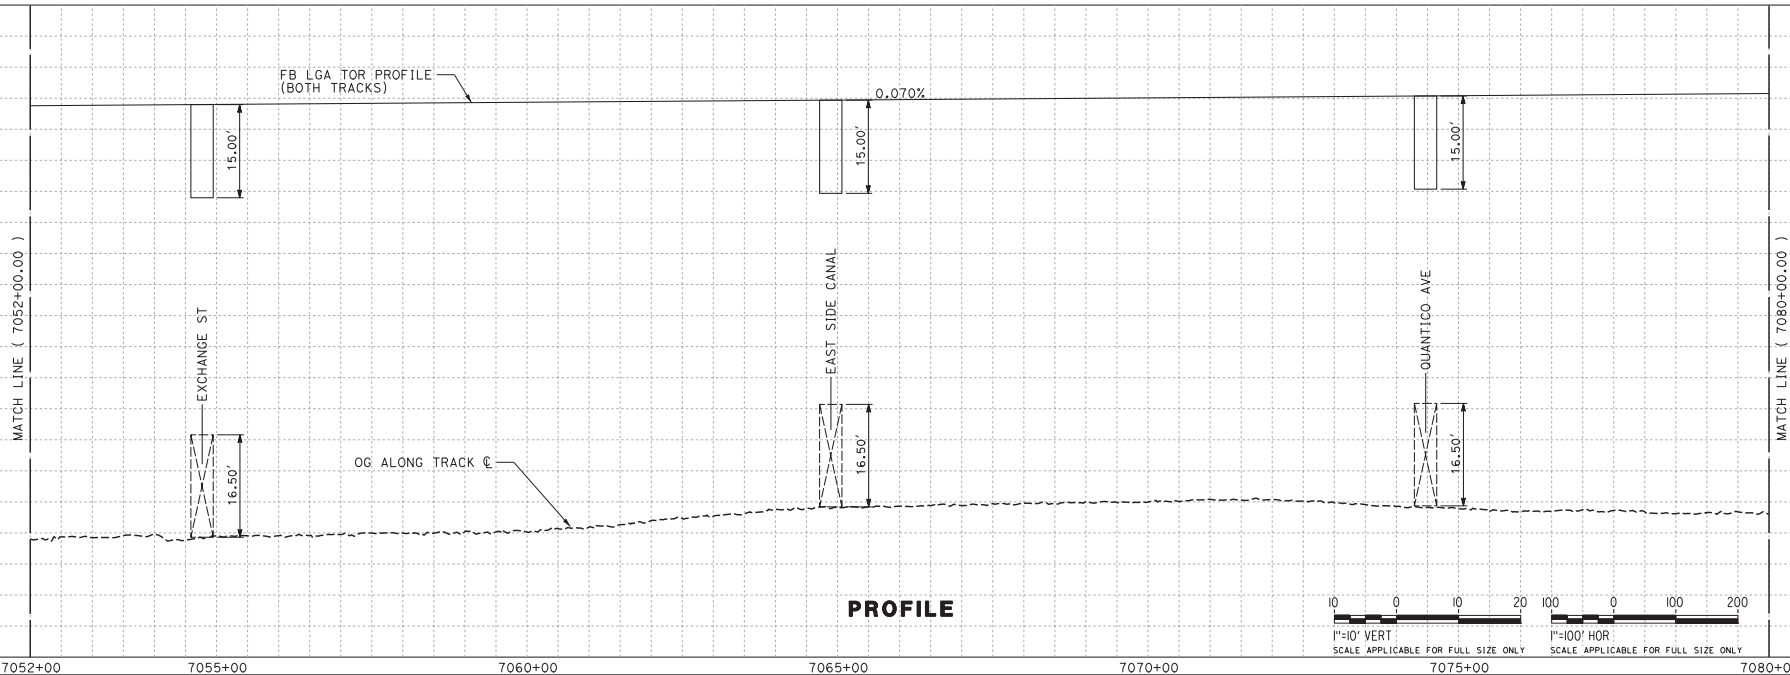 FB LGA TOR PROFILE
(BOTH TRACKS)
0.070%
15.00'
15.00'
15.00'
MATCH LINE ( 7052+00.00 )
EXCHANGE ST
EAST SIDE CANAL
QUANTICO AVE
MATCH LINE ( 7080+00.00 )
16.50'
OG ALONG TRACK ℄
16.50'
16.50'
PROFILE
10 0 10 20
1"=10' VERT
SCALE APPLICABLE FOR FULL SIZE ONLY
100 0 100 200
1"=100' HOR
SCALE APPLICABLE FOR FULL SIZE ONLY
7052+00 7055+00 7060+00 7065+00 7070+00 7075+00 7080+0